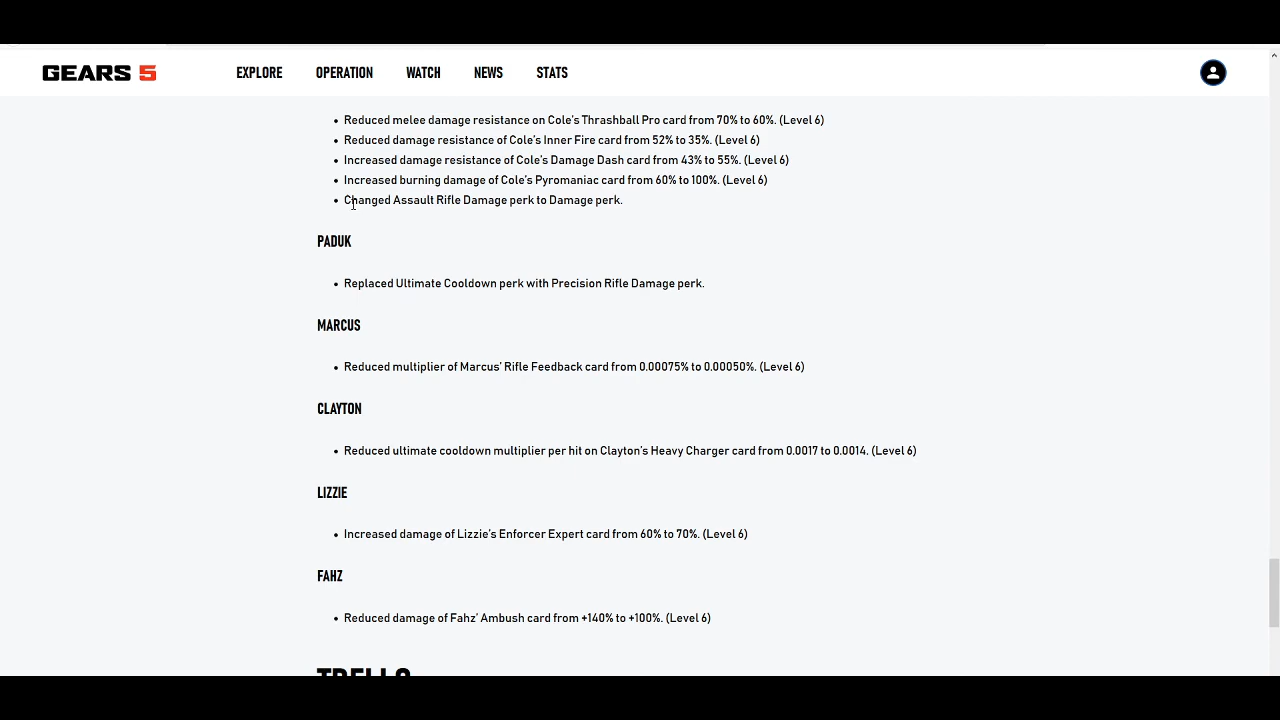 GEARS 5 EXPLORE OPERATION WATCH NEWS STATS
Reduced melee damage resistance on Cole's Thrashball Pro card from 70% to 60%. (Level 6)
Reduced damage resistance of Cole's Inner Fire card from 52% to 35%. (Level 6)
Increased damage resistance of Cole's Damage Dash card from 43% to 55%. (Level 6)
Increased burning damage of Cole's Pyromaniac card from 60% to 100%. (Level 6)
Changed Assault Rifle Damage perk to Damage perk.
PADUK
Replaced Ultimate Cooldown perk with Precision Rifle Damage perk.
MARCUS
Reduced multiplier of Marcus' Rifle Feedback card from 0.00075% to 0.00050%. (Level 6)
CLAYTON
Reduced ultimate cooldown multiplier per hit on Clayton's Heavy Charger card from 0.0017 to 0.0014. (Level 6)
LIZZIE
Increased damage of Lizzie's Enforcer Expert card from 60% to 70%. (Level 6)
FAHZ
Reduced damage of Fahz' Ambush card from +140% to +100%. (Level 6)
TRELLO